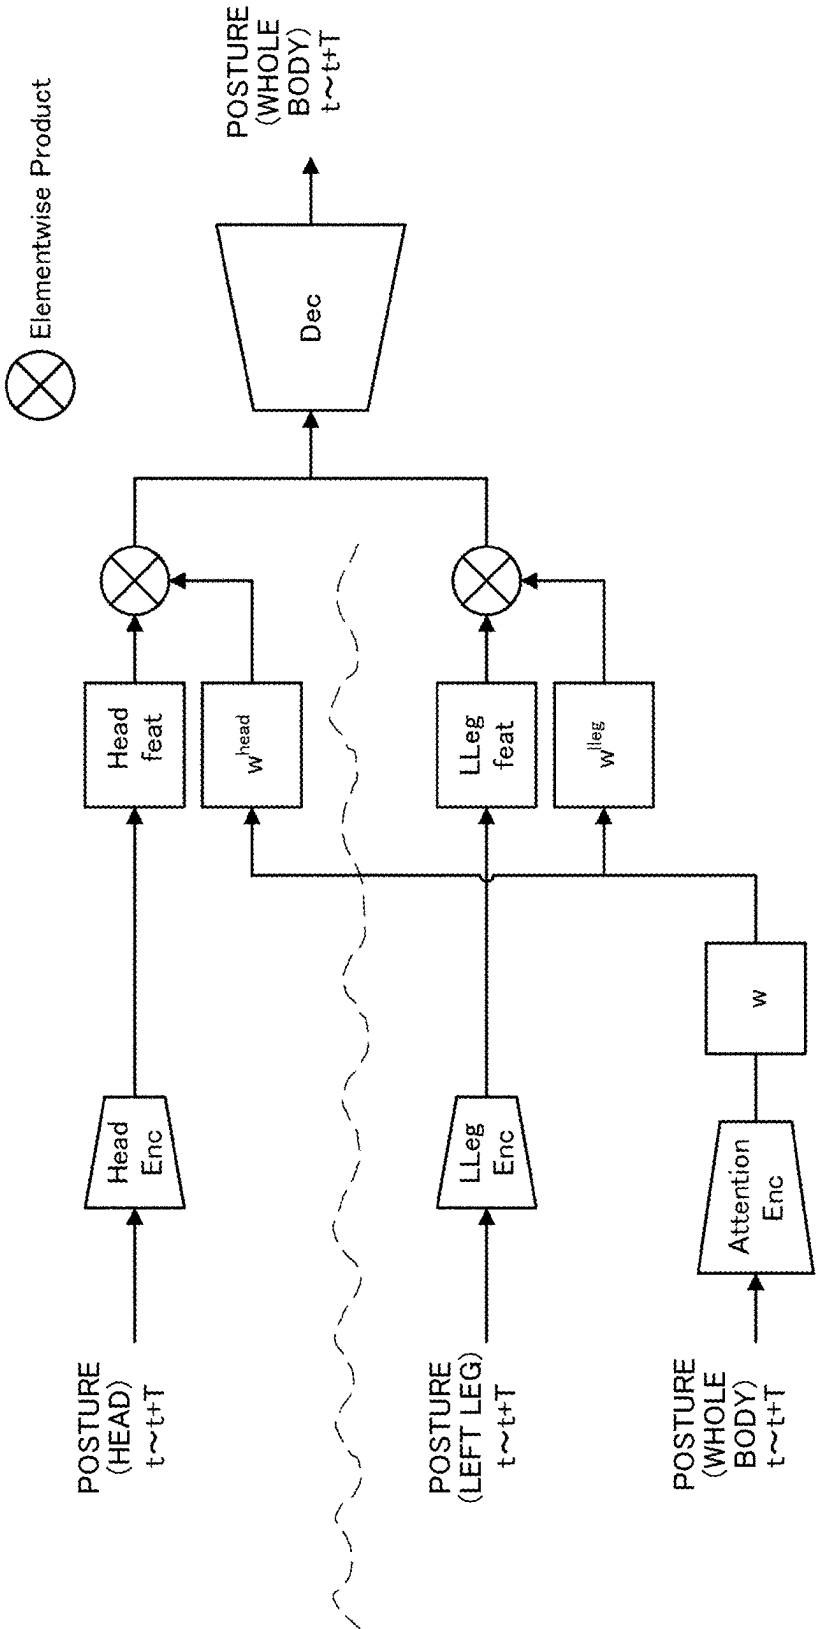 Elementwise Product
POSTURE
(HEAD)
t~t+T
Head
Enc
Head
feat
w^head
POSTURE
(LEFT LEG)
t~t+T
LLeg
Enc
LLeg
feat
w^lleg
POSTURE
(WHOLE
BODY)
t~t+T
Attention
Enc
w
Dec
POSTURE
(WHOLE
BODY)
t~t+T